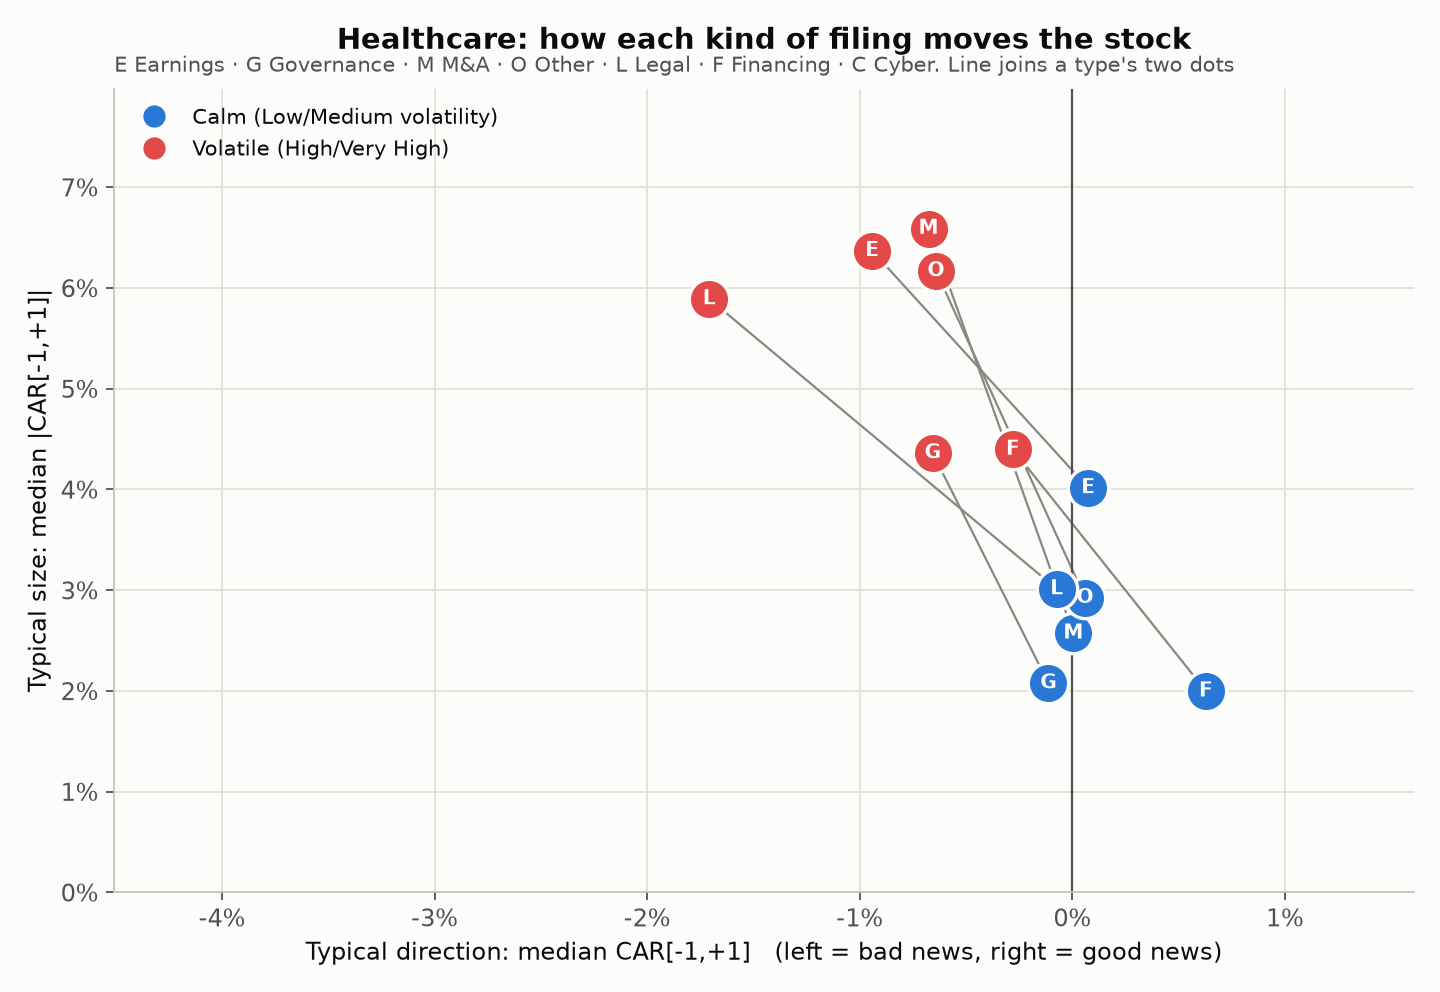 Healthcare: how each kind of filing moves the stock
E Earnings · G Governance · M M&A · O Other · L Legal · F Financing · C Cyber. Line joins a type's two dots
Calm (Low/Medium volatility)
Volatile (High/Very High)
7%
6%
5%
4%
3%
2%
1%
0%
Typical size: median |CAR[-1,+1]|
M
E
O
L
G
F
E
L
O
M
G
F
-4%
-3%
-2%
-1%
0%
1%
Typical direction: median CAR[-1,+1]   (left = bad news, right = good news)